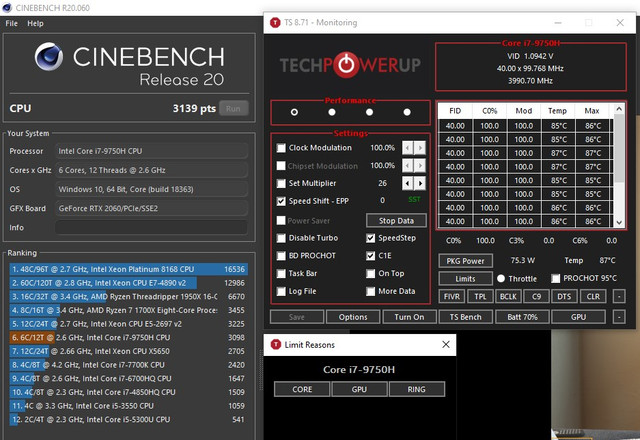 CINEBENCH R20.060
File Help
CINEBENCH
Release 20
CPU 3139 pts Run
Your System
Processor Intel Core i7-9750H CPU
Cores x GHz 6 Cores, 12 Threads @ 2.6 GHz
OS Windows 10, 64 Bit, Core (build 18363)
GFX Board GeForce RTX 2060/PCIe/SSE2
Info
Ranking
1. 48C/96T @ 2.7 GHz, Intel Xeon Platinum 8168 CPU 16536
2. 60C/120T @ 2.8 GHz, Intel Xeon E7-4890 v2 12986
3. 16C/32T @ 3.4 GHz, AMD Ryzen Threadripper 1950X 16-C 6670
4. 8C/16T @ 3.4 GHz, AMD Ryzen 7 1700X Eight-Core Proce: 3455
5. 12C/24T @ 2.7 GHz, Intel Xeon CPU E5-2697 v2 3225
6. 6C/12T @ 2.6 GHz, Intel Core i7-9750H CPU 3098
7. 12C/24T @ 2.66 GHz, Intel Xeon CPU X5650 2705
8. 4C/8T @ 4.2 GHz, Intel Core i7-7700K CPU 2420
9. 4C/8T @ 2.6 GHz, Intel Core i7-6700HQ CPU 1647
10. 4C/8T @ 2.3 GHz, Intel Core i7-4850HQ CPU 1509
11. 4C @ 3.3 GHz, Intel Core i5-3550 CPU 1059
12. 2C/4T @ 2.3 GHz, Intel Core i5-5300U CPU 541
TS 8.71 - Monitoring
TECHPOWERUP
Core i7-9750H
VID 1.0942 V
40.00 x 99.768 MHz
3990.70 MHz
Performance
Settings
Clock Modulation 100.0%
Chipset Modulation 100.0%
Set Multiplier 26
Speed Shift - EPP 0 SST
Power Saver Stop Data
Disable Turbo SpeedStep
BD PROCHOT C1E
Task Bar On Top
Log File More Data
FID C0% Mod Temp Max
40.00 100.0 100.0 85°C 86°C
40.00 100.0 100.0 85°C 86°C
40.00 100.0 100.0 87°C 87°C
40.00 100.0 100.0 87°C 87°C
40.00 100.0 100.0 85°C 86°C
40.00 100.0 100.0 85°C 86°C
40.00 100.0 100.0 85°C 86°C
40.00 100.0 100.0 85°C 86°C
C0% 100.0 C3% 0.0 C6% 0.0
PKG Power 75.3 W Temp 87°C
Limits Throttle PROCHOT 95°C
FIVR TPL BCLK C9 DTS CLR -
Save Options Turn On TS Bench Batt 70% GPU -
Limit Reasons
Core i7-9750H
CORE GPU RING